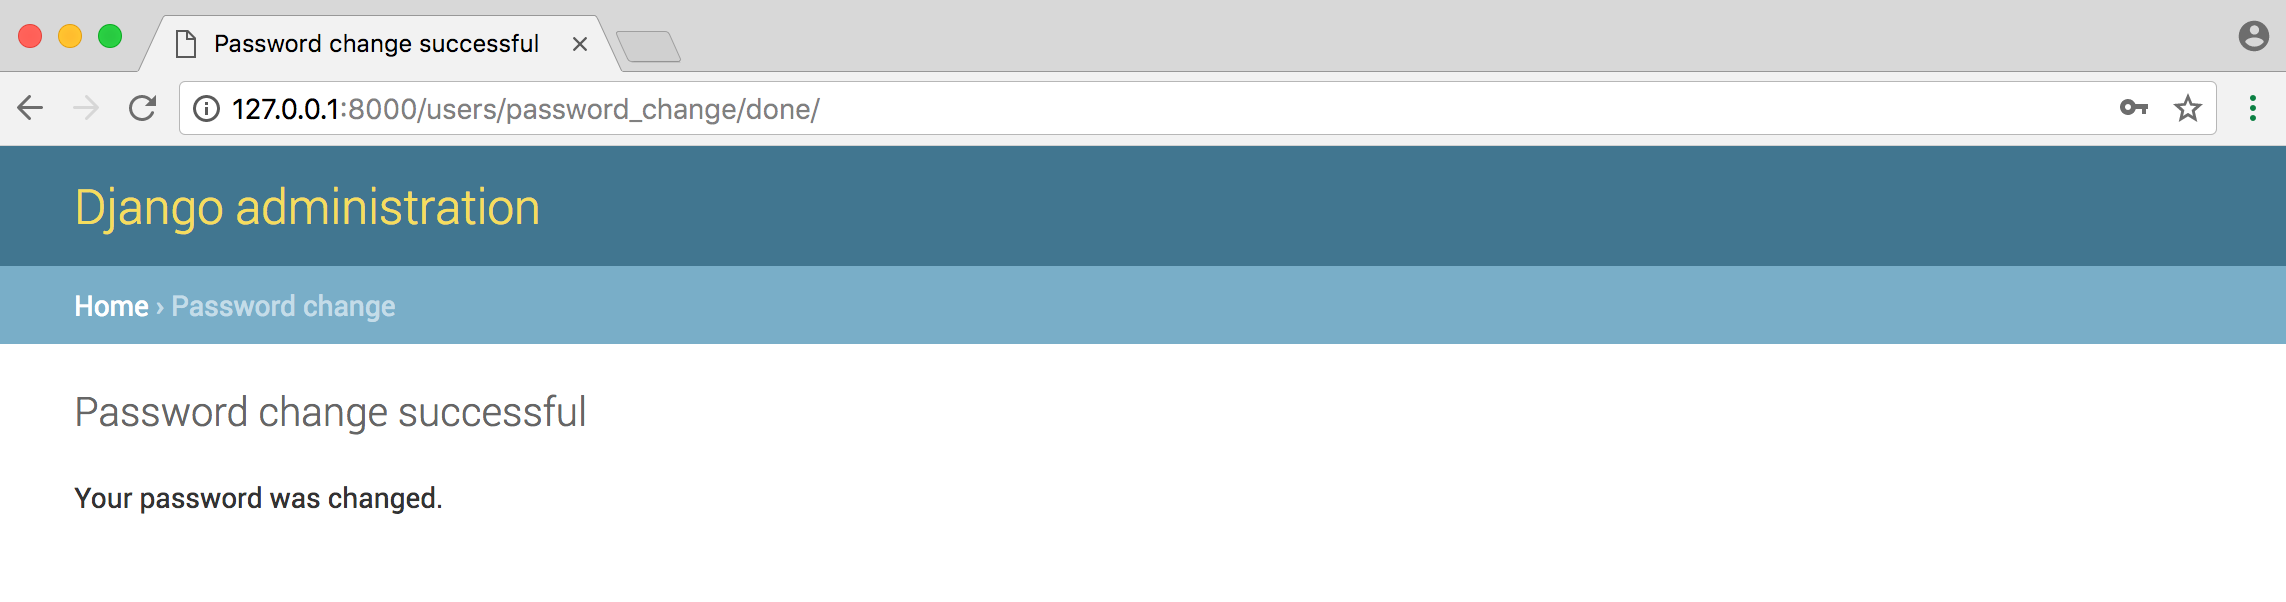 Password change successful
127.0.0.1:8000/users/password_change/done/
Django administration
Home › Password change
Password change successful
Your password was changed.